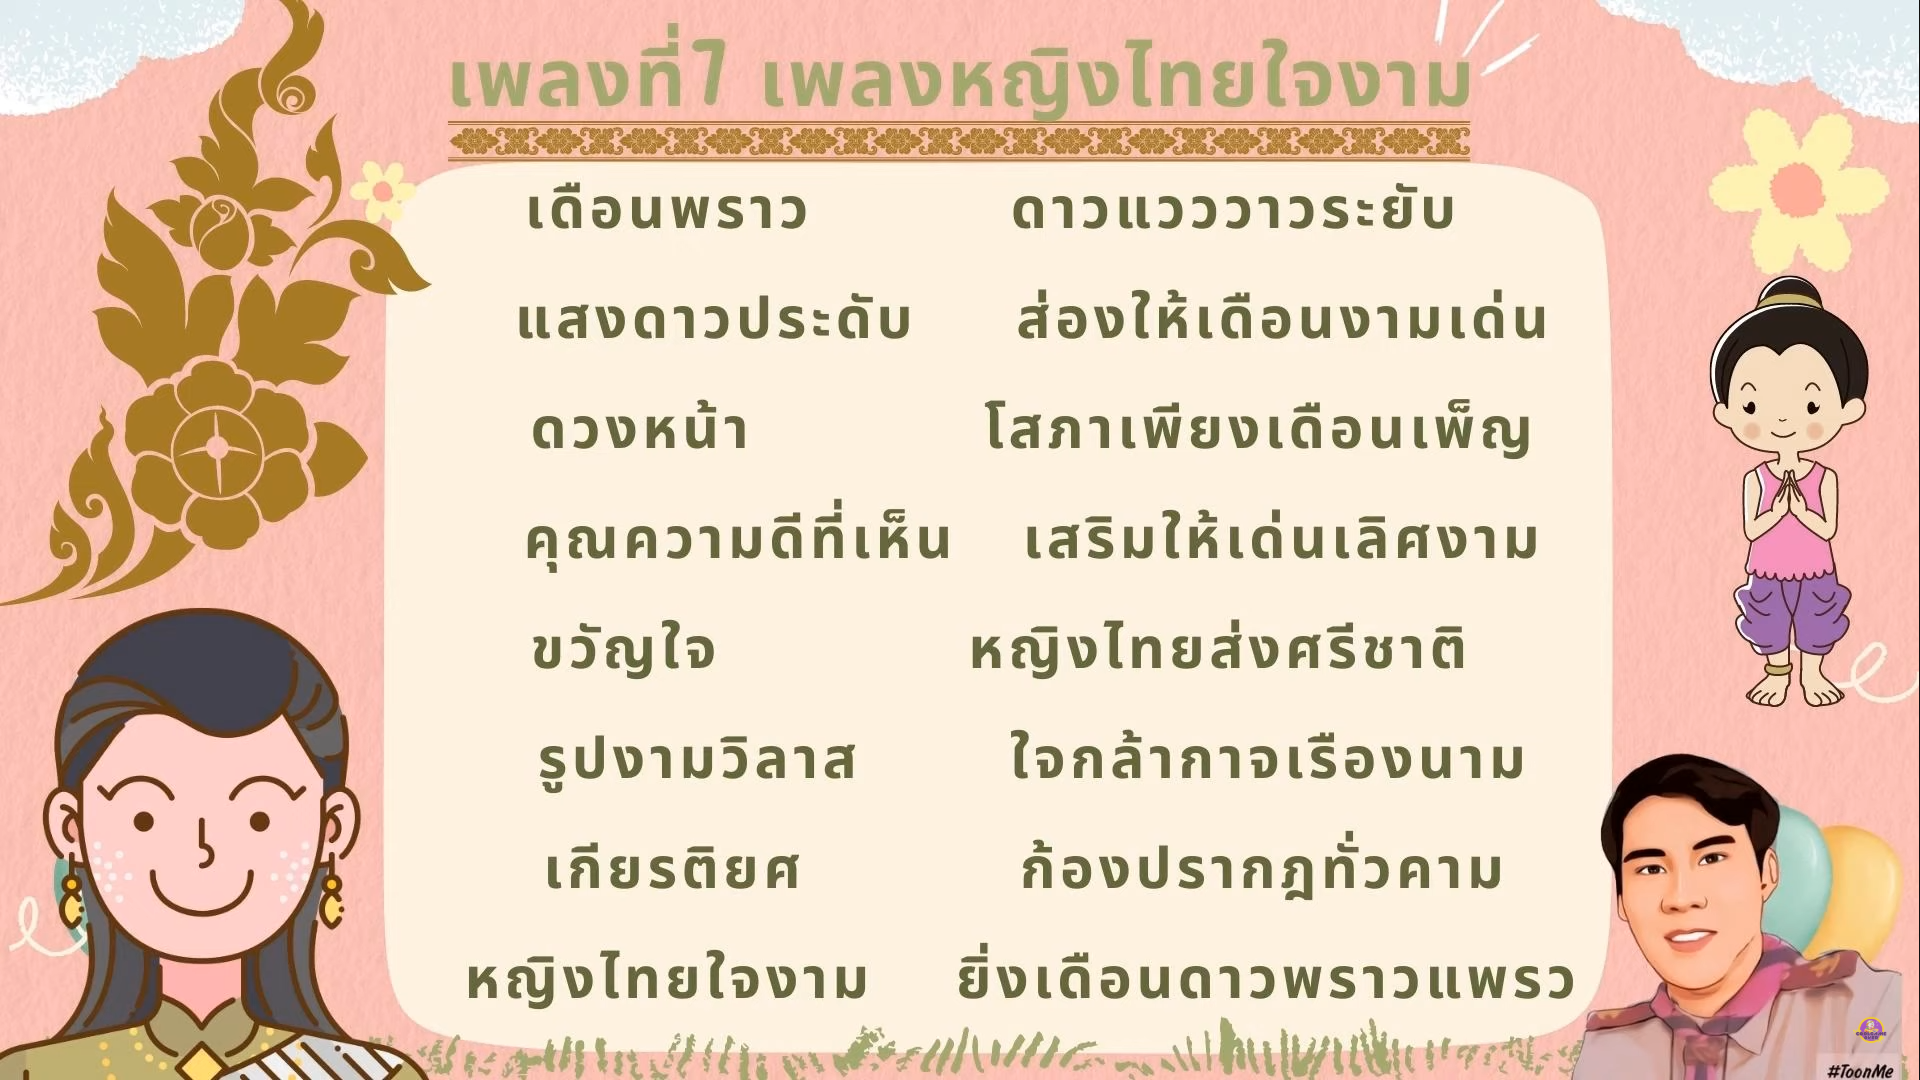 เพลงที่7 เพลงหญิงไทยใจงาม
เดือนพราว ดาวแวววาวระยับ
แสงดาวประดับ ส่องให้เดือนงามเด่น
ดวงหน้า โสภาเพียงเดือนเพ็ญ
คุณความดีที่เห็น เสริมให้เด่นเลิศงาม
ขวัญใจ หญิงไทยส่งศรีชาติ
รูปงามวิลาส ใจกล้ากาจเรืองนาม
เกียรติยศ ก้องปรากฎทั่วคาม
หญิงไทยใจงาม ยิ่งเดือนดาวพราวแพรว
#ToonMe